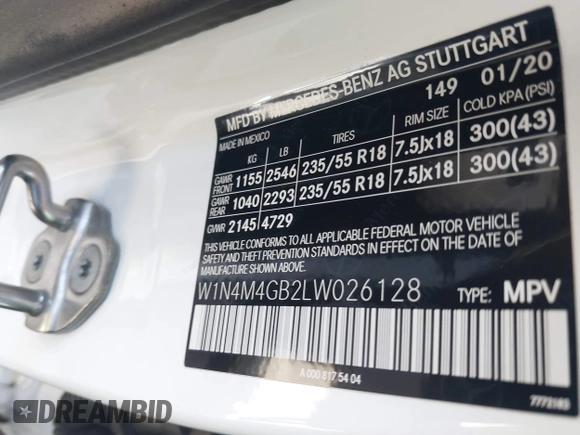 MFD BY MERCEDES-BENZ AG STUTTGART
MADE IN MEXICO 149 01/20
KG LB TIRES RIM SIZE COLD KPA (PSI)
GAWR FRONT 1155 2546 235/55 R18 7.5Jx18 300(43)
GAWR REAR 1040 2293 235/55 R18 7.5Jx18 300(43)
GVWR 2145 4729
THIS VEHICLE CONFORMS TO ALL APPLICABLE FEDERAL MOTOR VEHICLE
SAFETY AND THEFT PREVENTION STANDARDS IN EFFECT ON THE DATE OF
MANUFACTURE SHOWN ABOVE.
W1N4M4GB2LW026128 TYPE: MPV
A 000 817 54 04
DREAMBID